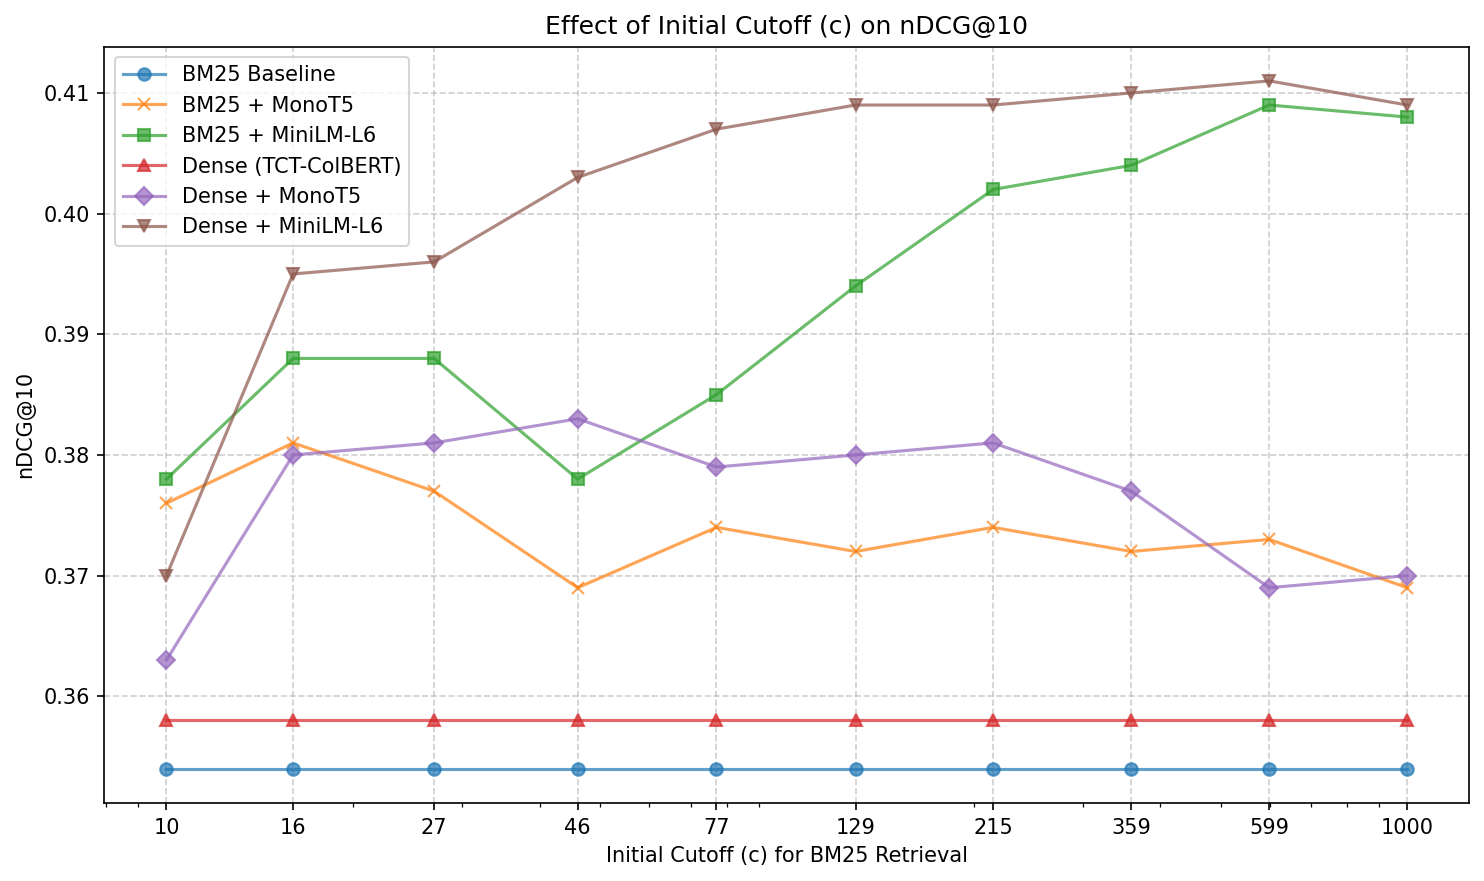 Effect of Initial Cutoff (c) on nDCG@10
BM25 Baseline
BM25 + MonoT5
BM25 + MiniLM-L6
Dense (TCT-ColBERT)
Dense + MonoT5
Dense + MiniLM-L6
nDCG@10
0.41
0.40
0.39
0.38
0.37
0.36
10 16 27 46 77 129 215 359 599 1000
Initial Cutoff (c) for BM25 Retrieval